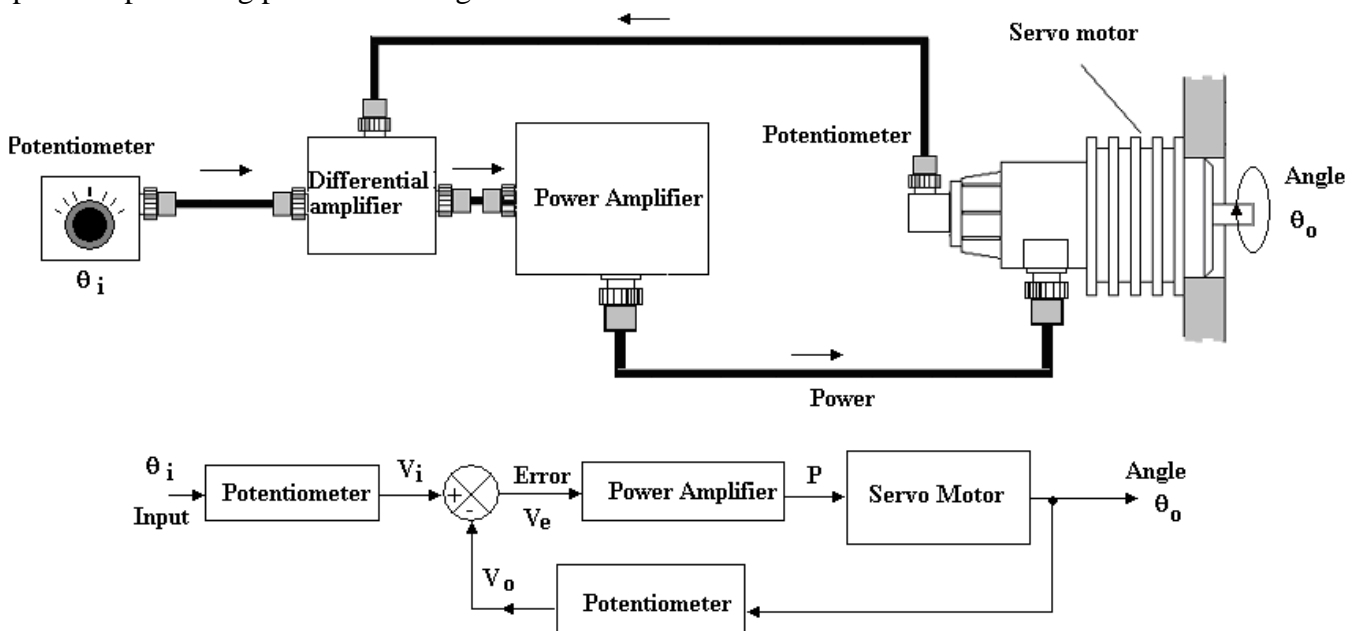 Servo motor
Potentiometer
Potentiometer
Differential
amplifier
Power Amplifier
Angle
θo
θi
Power
θi
Input
Potentiometer
Vi
+
-
Error
Ve
Power Amplifier
P
Servo Motor
Angle
θo
Vo
Potentiometer